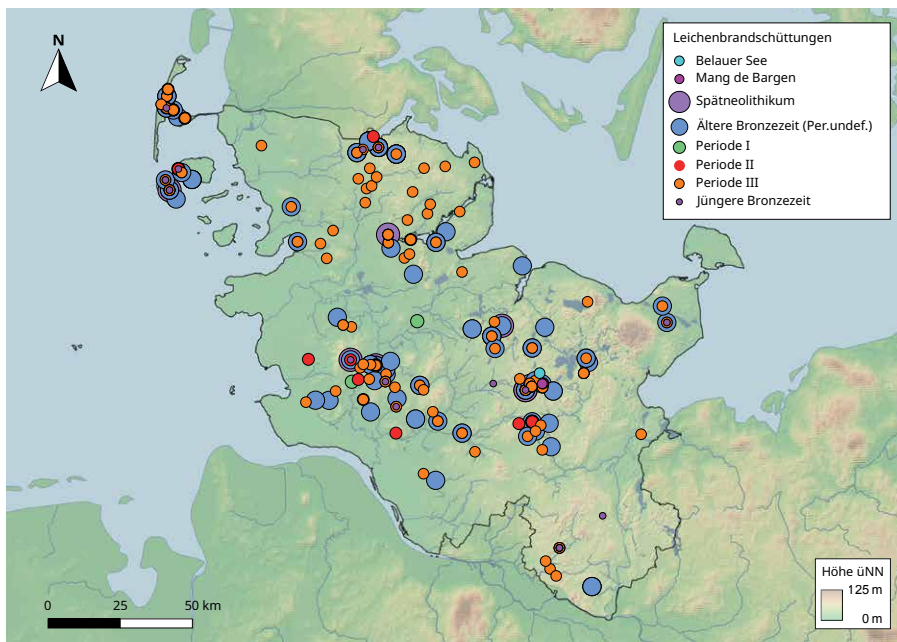 N
Leichenbrandschüttungen
Belauer See
Mang de Bargen
Spätneolithikum
Ältere Bronzezeit (Per.undef.)
Periode I
Periode II
Periode III
Jüngere Bronzezeit
Höhe üNN
125 m
0 m
0 25 50 km